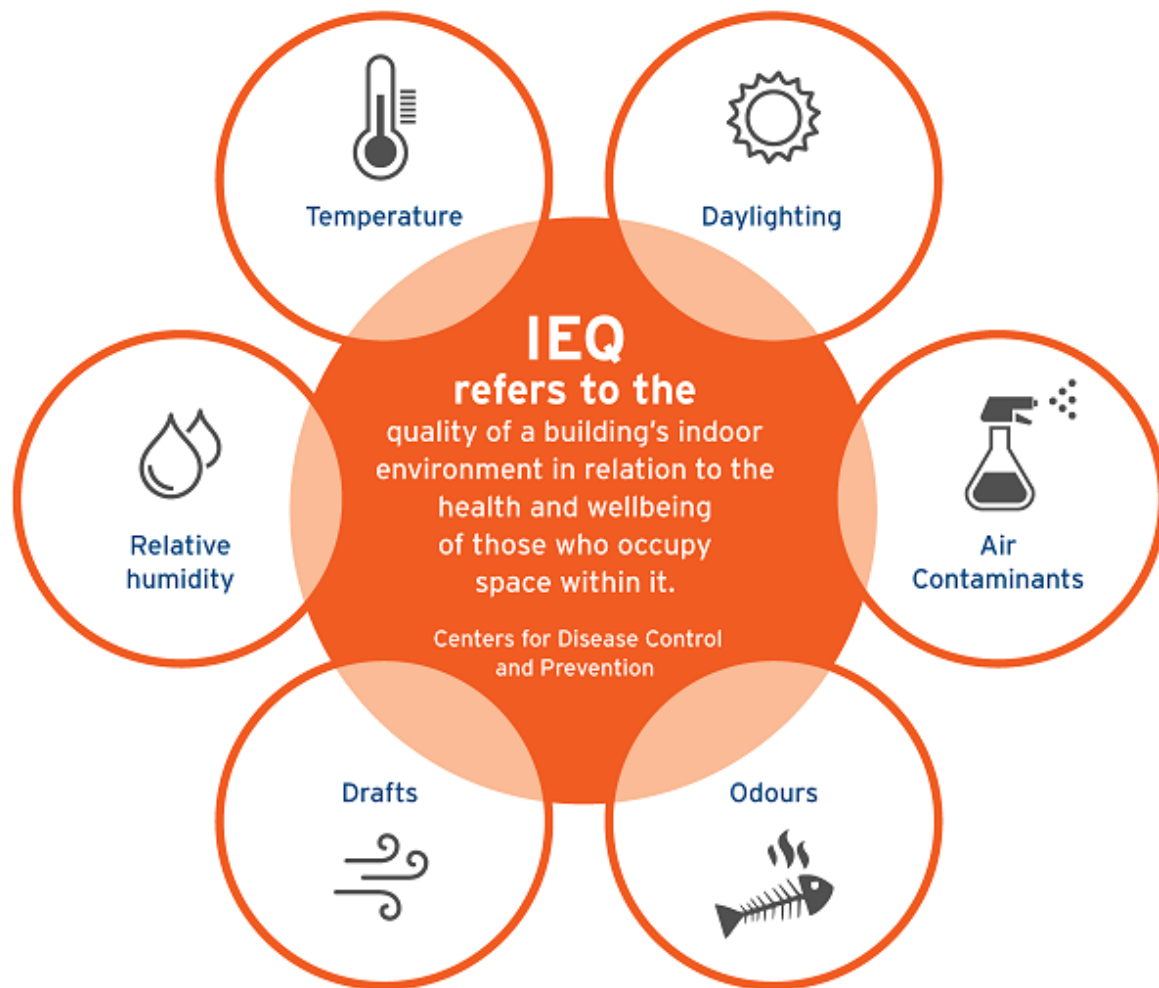 Temperature
Daylighting
IEQ
refers to the
quality of a building's indoor
environment in relation to the
health and wellbeing
of those who occupy
space within it.
Centers for Disease Control
and Prevention
Relative
humidity
Air
Contaminants
Drafts
Odours